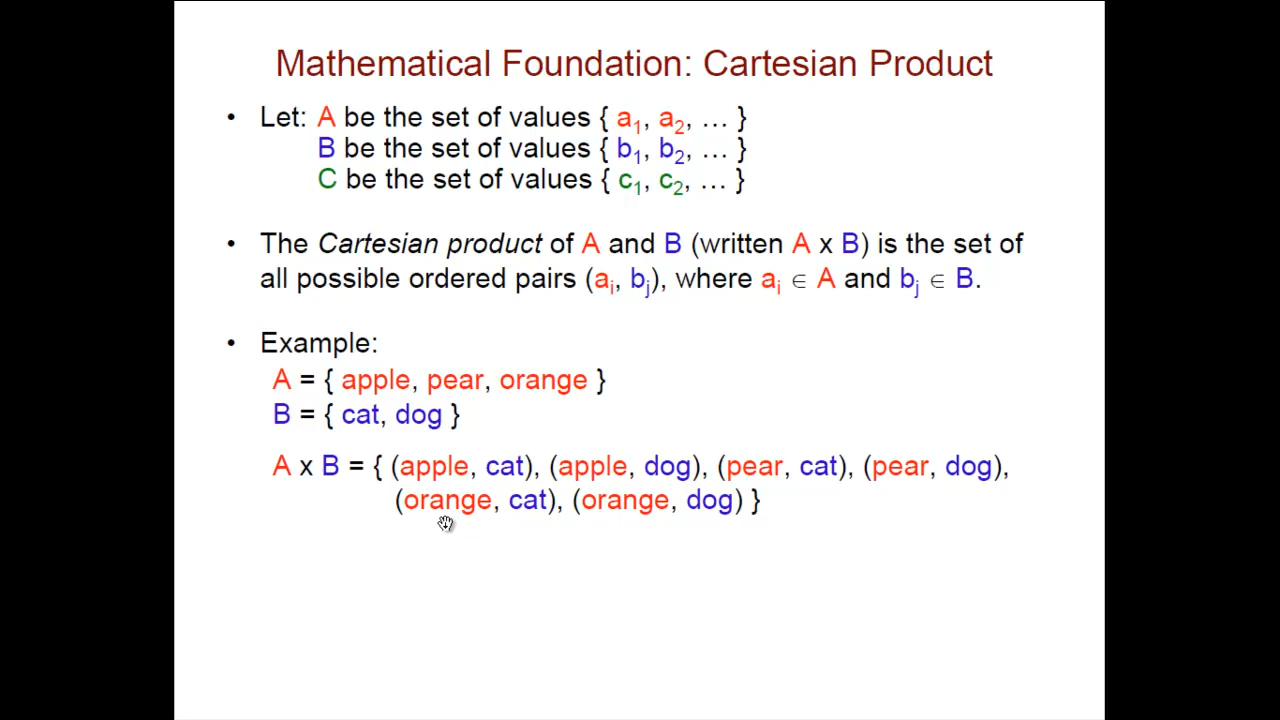 Mathematical Foundation: Cartesian Product
• Let: A be the set of values { a₁, a₂, … }
B be the set of values { b₁, b₂, … }
C be the set of values { c₁, c₂, … }
• The Cartesian product of A and B (written A x B) is the set of
all possible ordered pairs (aᵢ, bⱼ), where aᵢ ∈ A and bⱼ ∈ B.
• Example:
A = { apple, pear, orange }
B = { cat, dog }
A x B = { (apple, cat), (apple, dog), (pear, cat), (pear, dog),
(orange, cat), (orange, dog) }